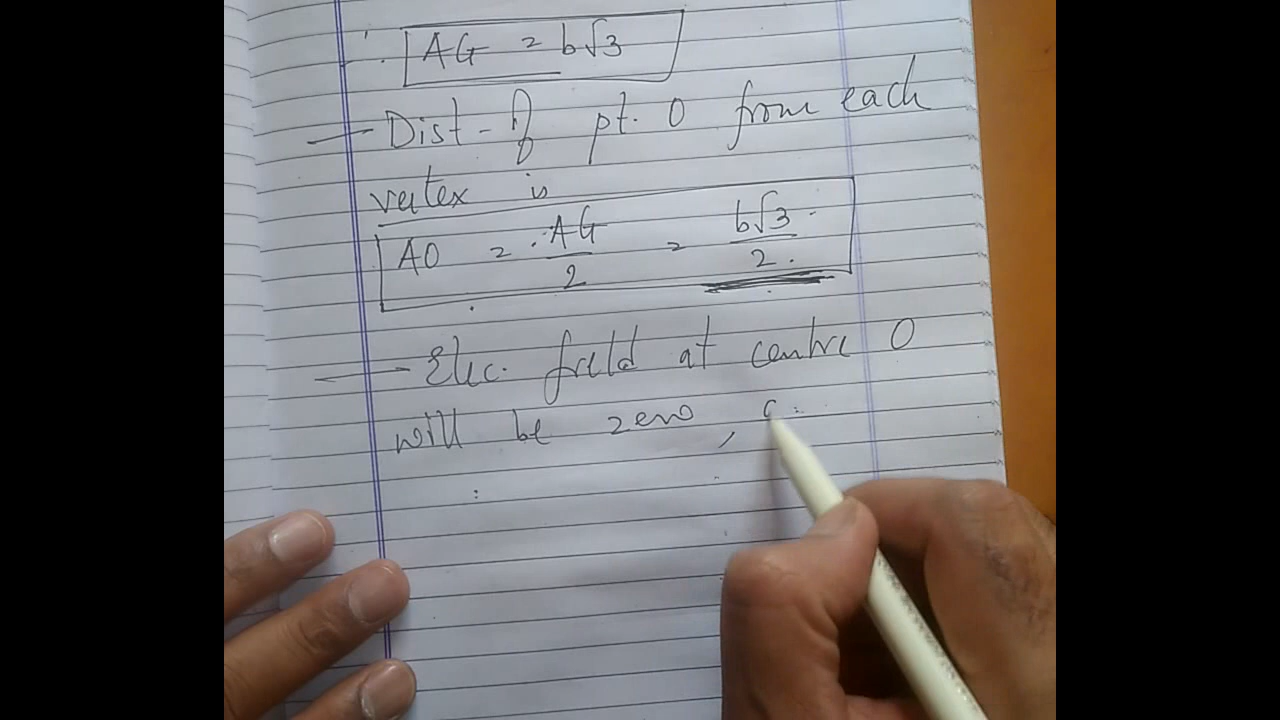 ∴ AG = b√3
— Dist- of pt. O from each
vertex is
AO = AG/2 = b√3/2.
— Elec. field at centre O
will be zero,